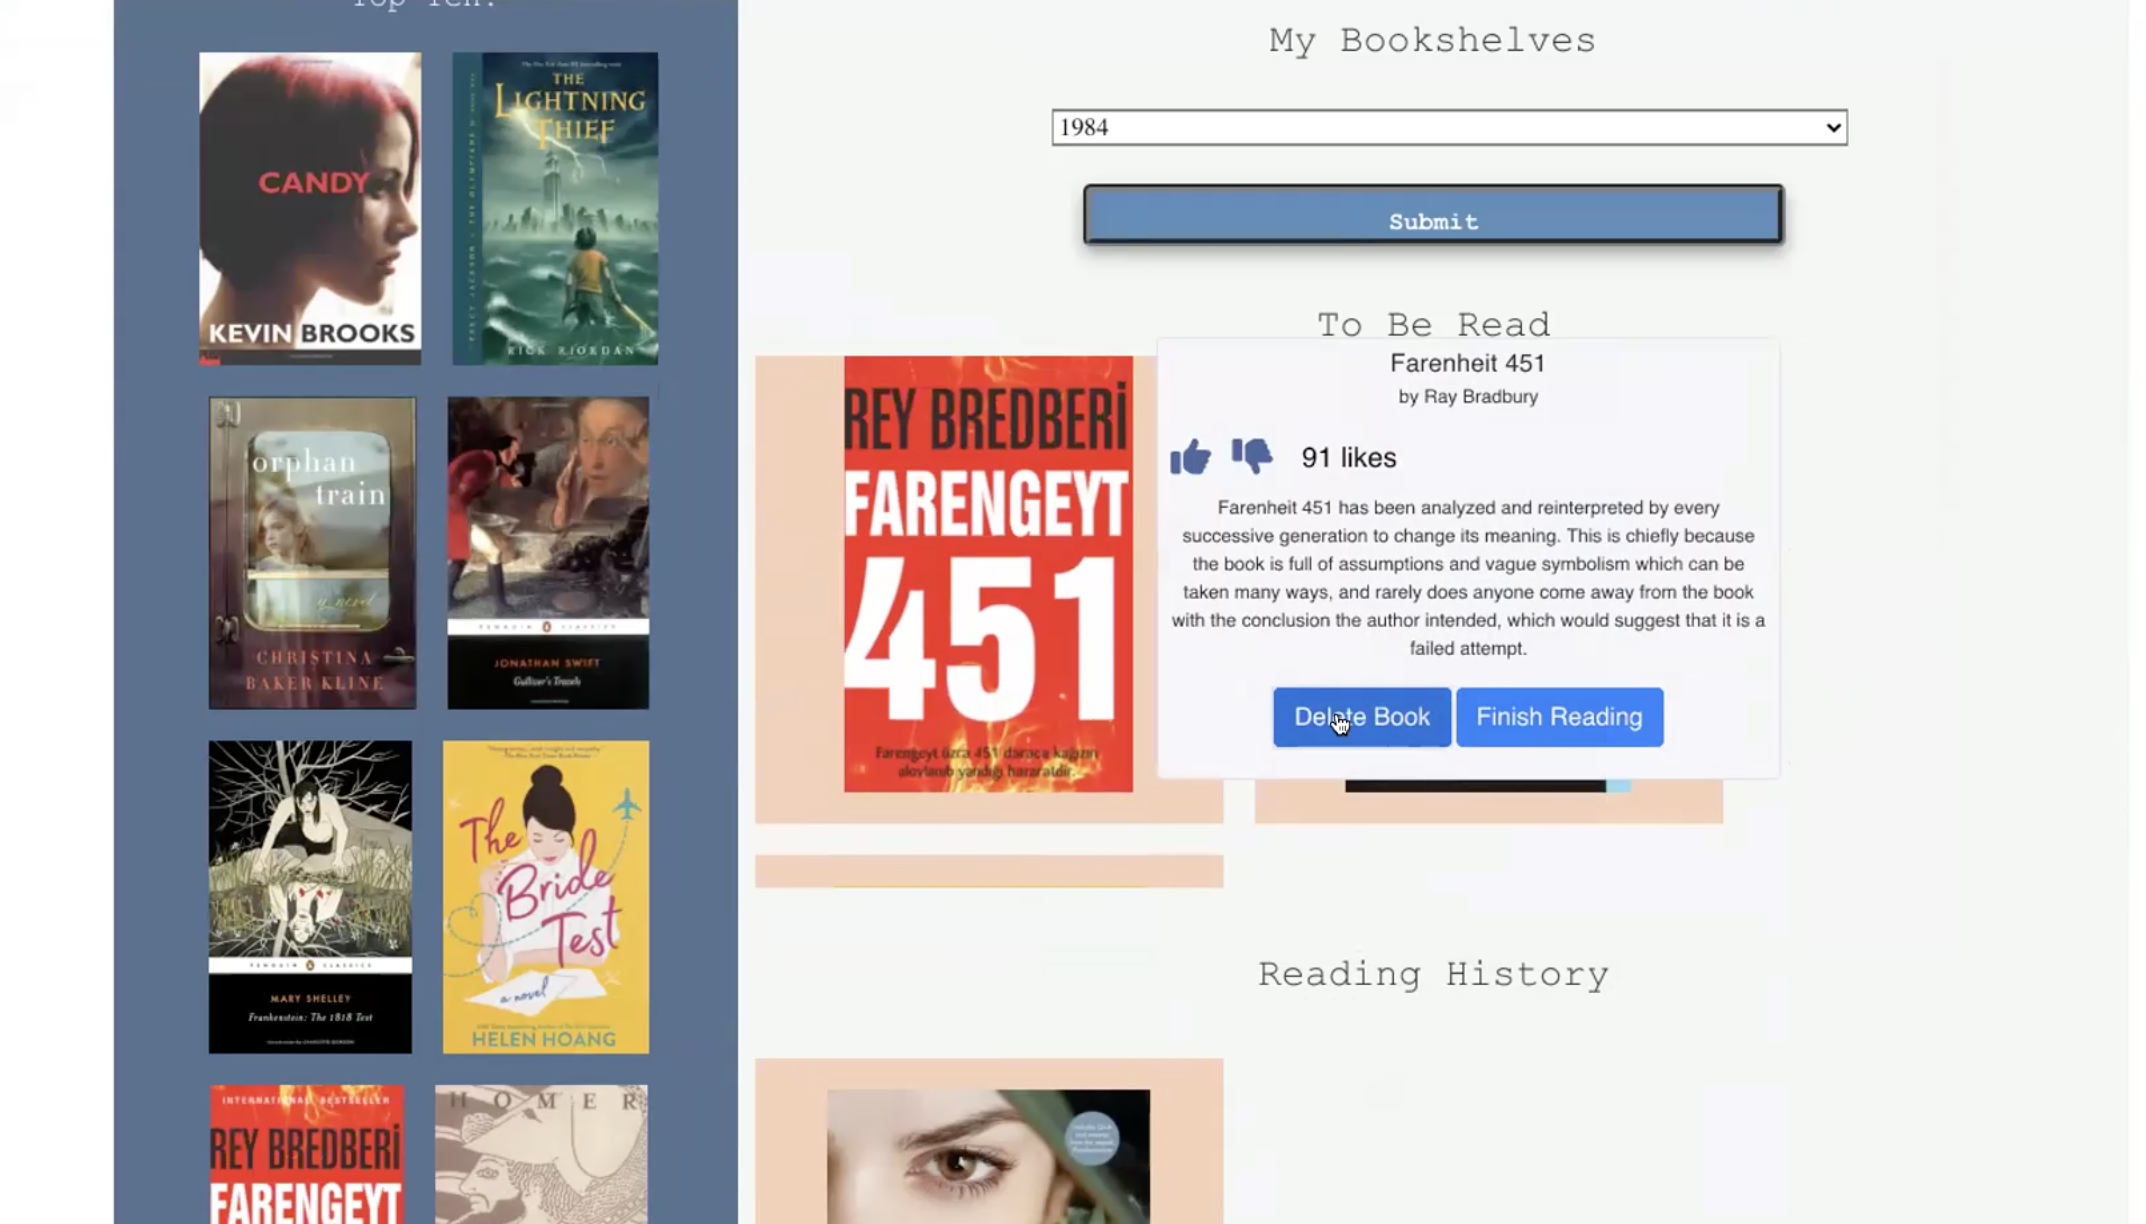 Top Ten:
CANDY
KEVIN BROOKS
THE
LIGHTNING
THIEF
RICK RIORDAN
orphan
train
a novel
CHRISTINA
BAKER KLINE
PENGUIN CLASSICS
JONATHAN SWIFT
Gulliver's Travels
PENGUIN CLASSICS
MARY SHELLEY
Frankenstein: The 1818 Text
The
Bride
Test
a novel
HELEN HOANG
INTERNATIONAL BESTSELLER
REY BREDBERİ
FARENGEYT
HOMER
My Bookshelves
1984
Submit
To Be Read
REY BREDBERİ
FARENGEYT
451
Farengeyt üzrə 451 dərəcə kağızın
alovlanıb yandığı hərarətdir.
Farenheit 451
by Ray Bradbury
91 likes
Farenheit 451 has been analyzed and reinterpreted by every
successive generation to change its meaning. This is chiefly because
the book is full of assumptions and vague symbolism which can be
taken many ways, and rarely does anyone come away from the book
with the conclusion the author intended, which would suggest that it is a
failed attempt.
Delete Book
Finish Reading
Reading History